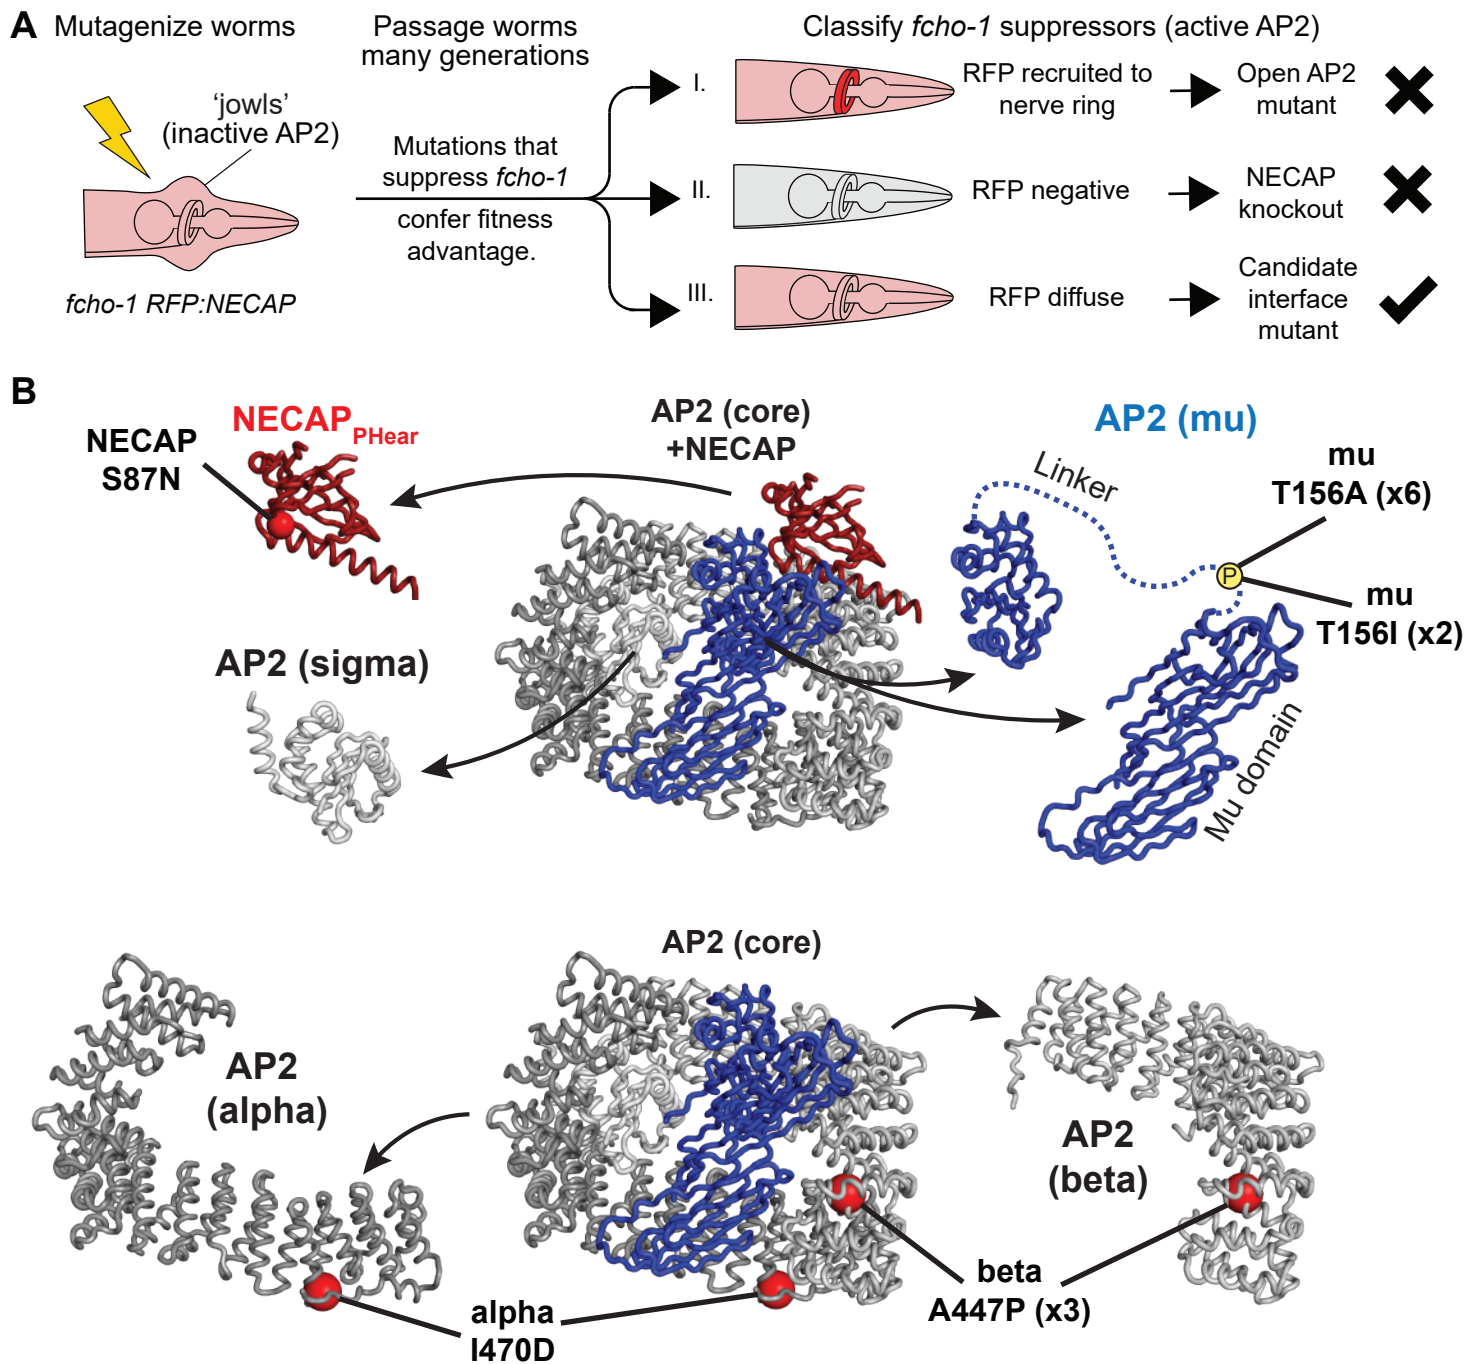 A
Mutagenize worms
Passage worms
many generations
Classify fcho-1 suppressors (active AP2)
'jowls'
(inactive AP2)
fcho-1 RFP:NECAP
Mutations that
suppress fcho-1
confer fitness
advantage.
I.
RFP recruited to
nerve ring
Open AP2
mutant
II.
RFP negative
NECAP
knockout
III.
RFP diffuse
Candidate
interface
mutant
B
NECAP
S87N
NECAP PHear
AP2 (core)
+NECAP
AP2 (mu)
Linker
mu
T156A (x6)
P
mu
T156I (x2)
Mu domain
AP2 (sigma)
AP2 (core)
AP2
(alpha)
AP2
(beta)
alpha
I470D
beta
A447P (x3)